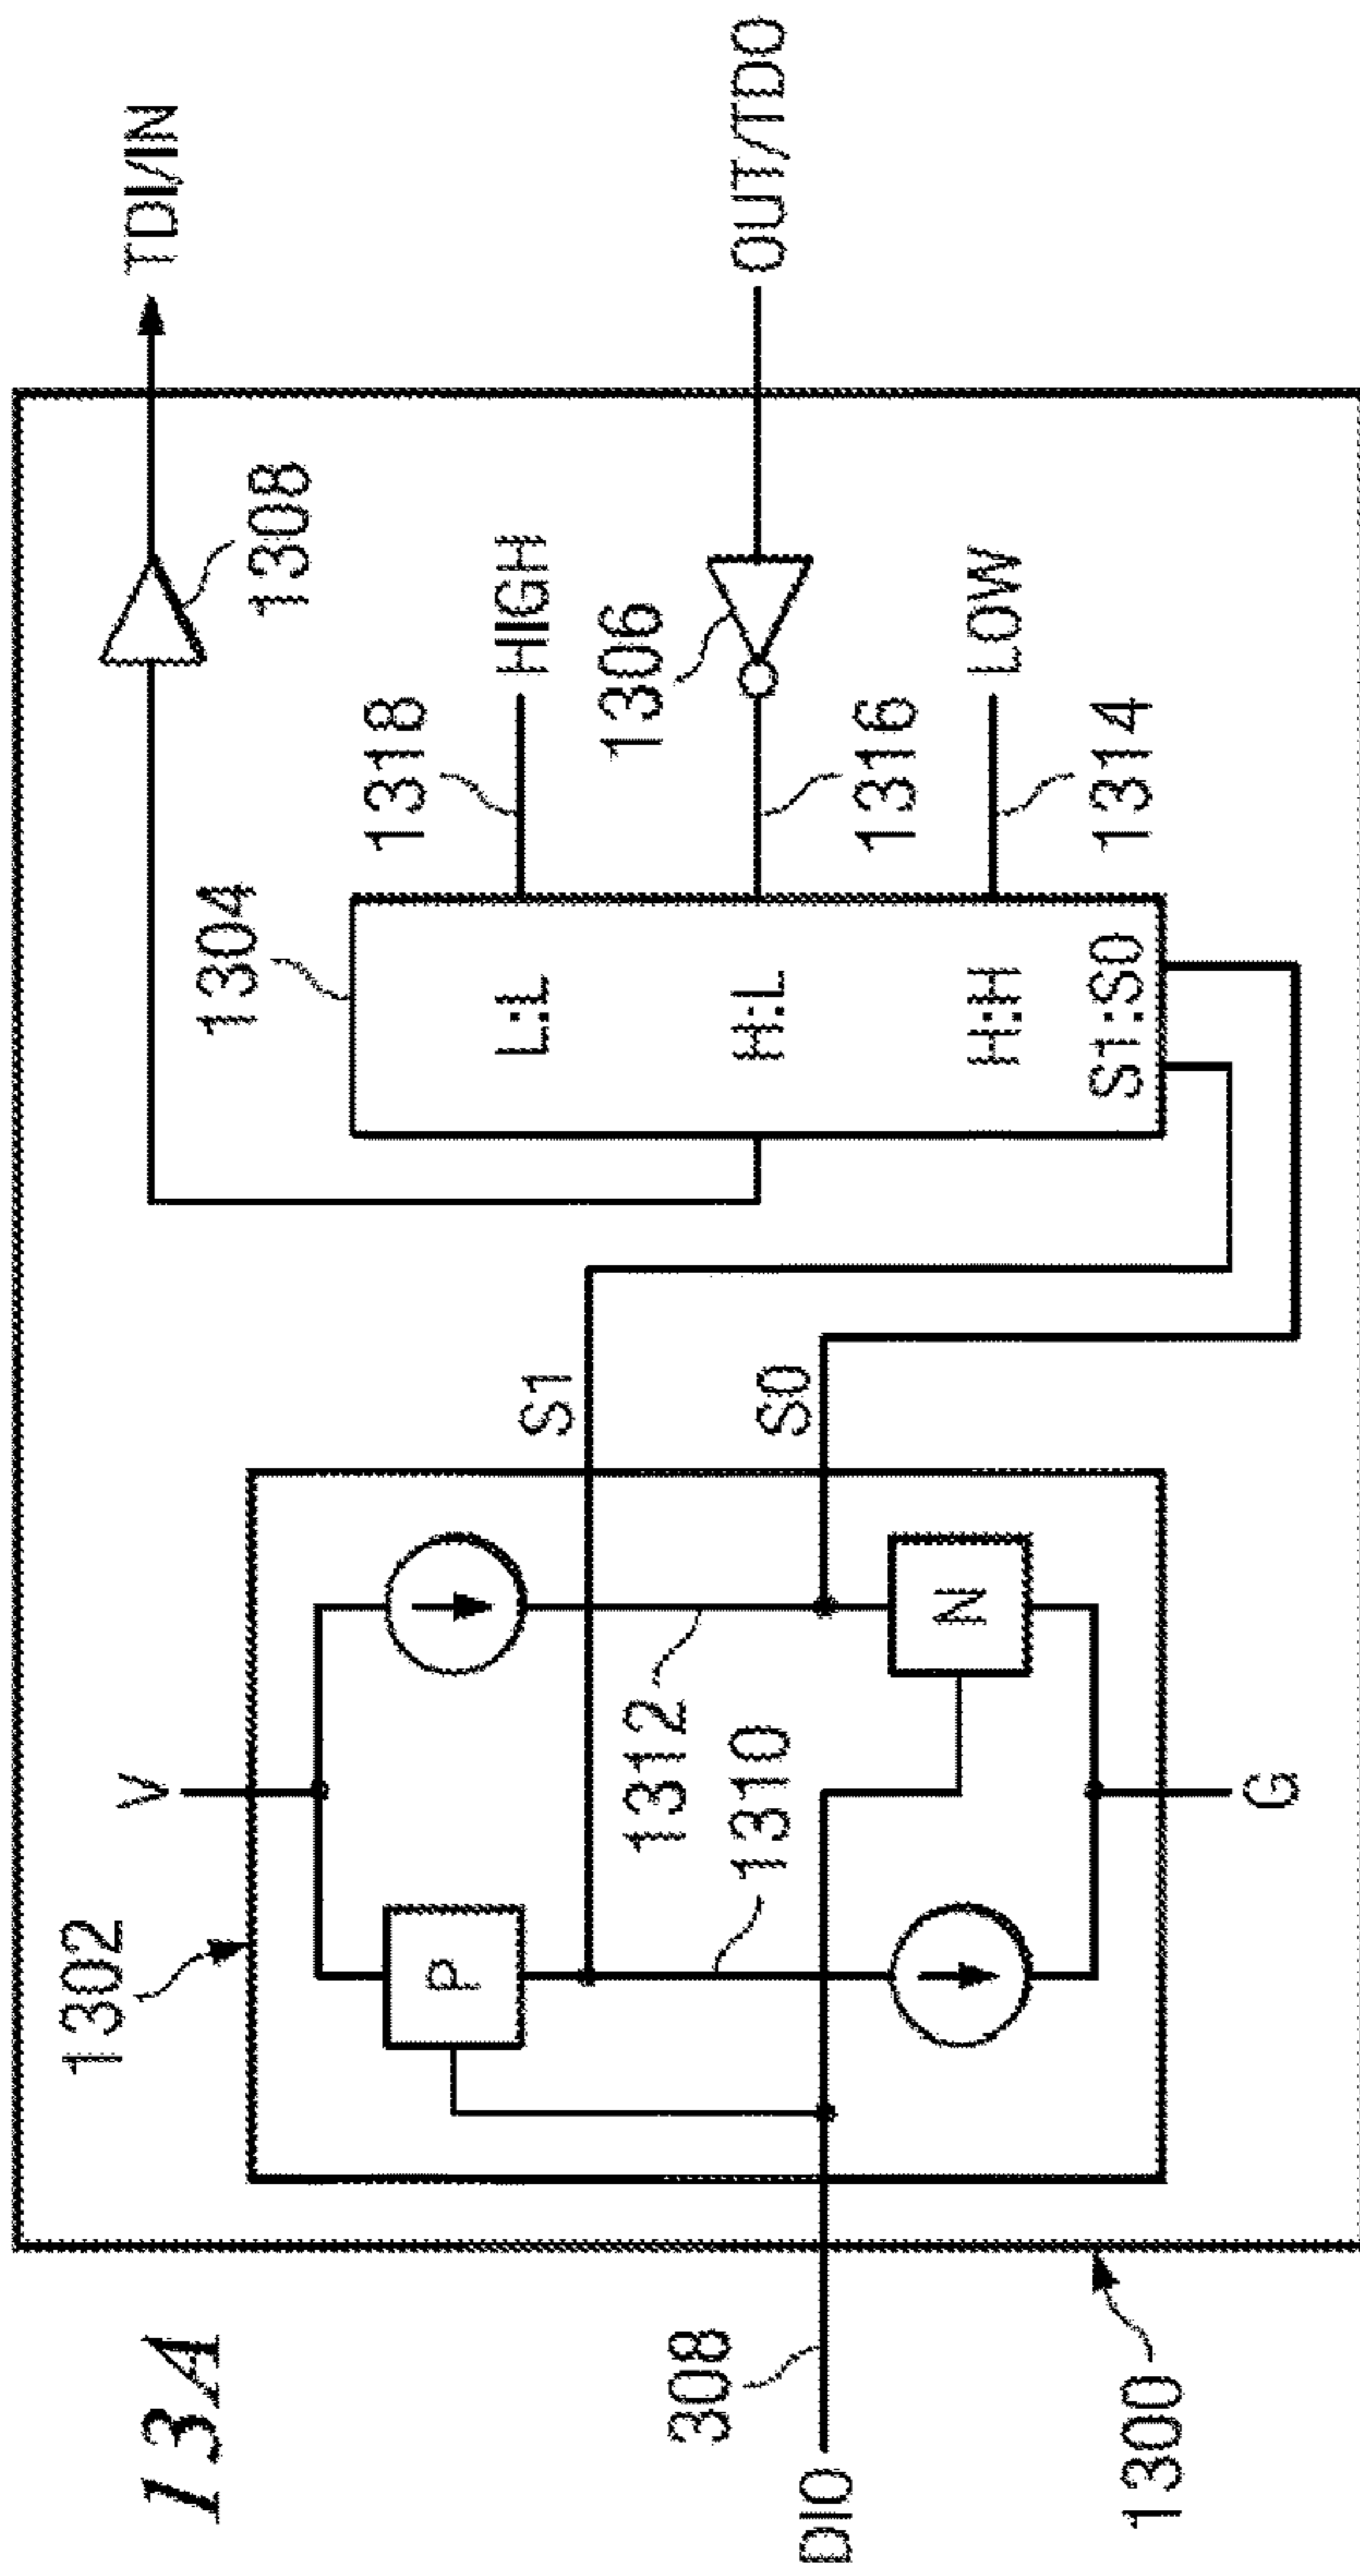 13A
TDI/IN
1308
1304
1318
HIGH
1302
V
S1
L:L
1306
OUT/TDO
P
1312
S0
H:L
1316
308
1310
N
H:H
LOW
DIO
S1:S0
1314
1300
G